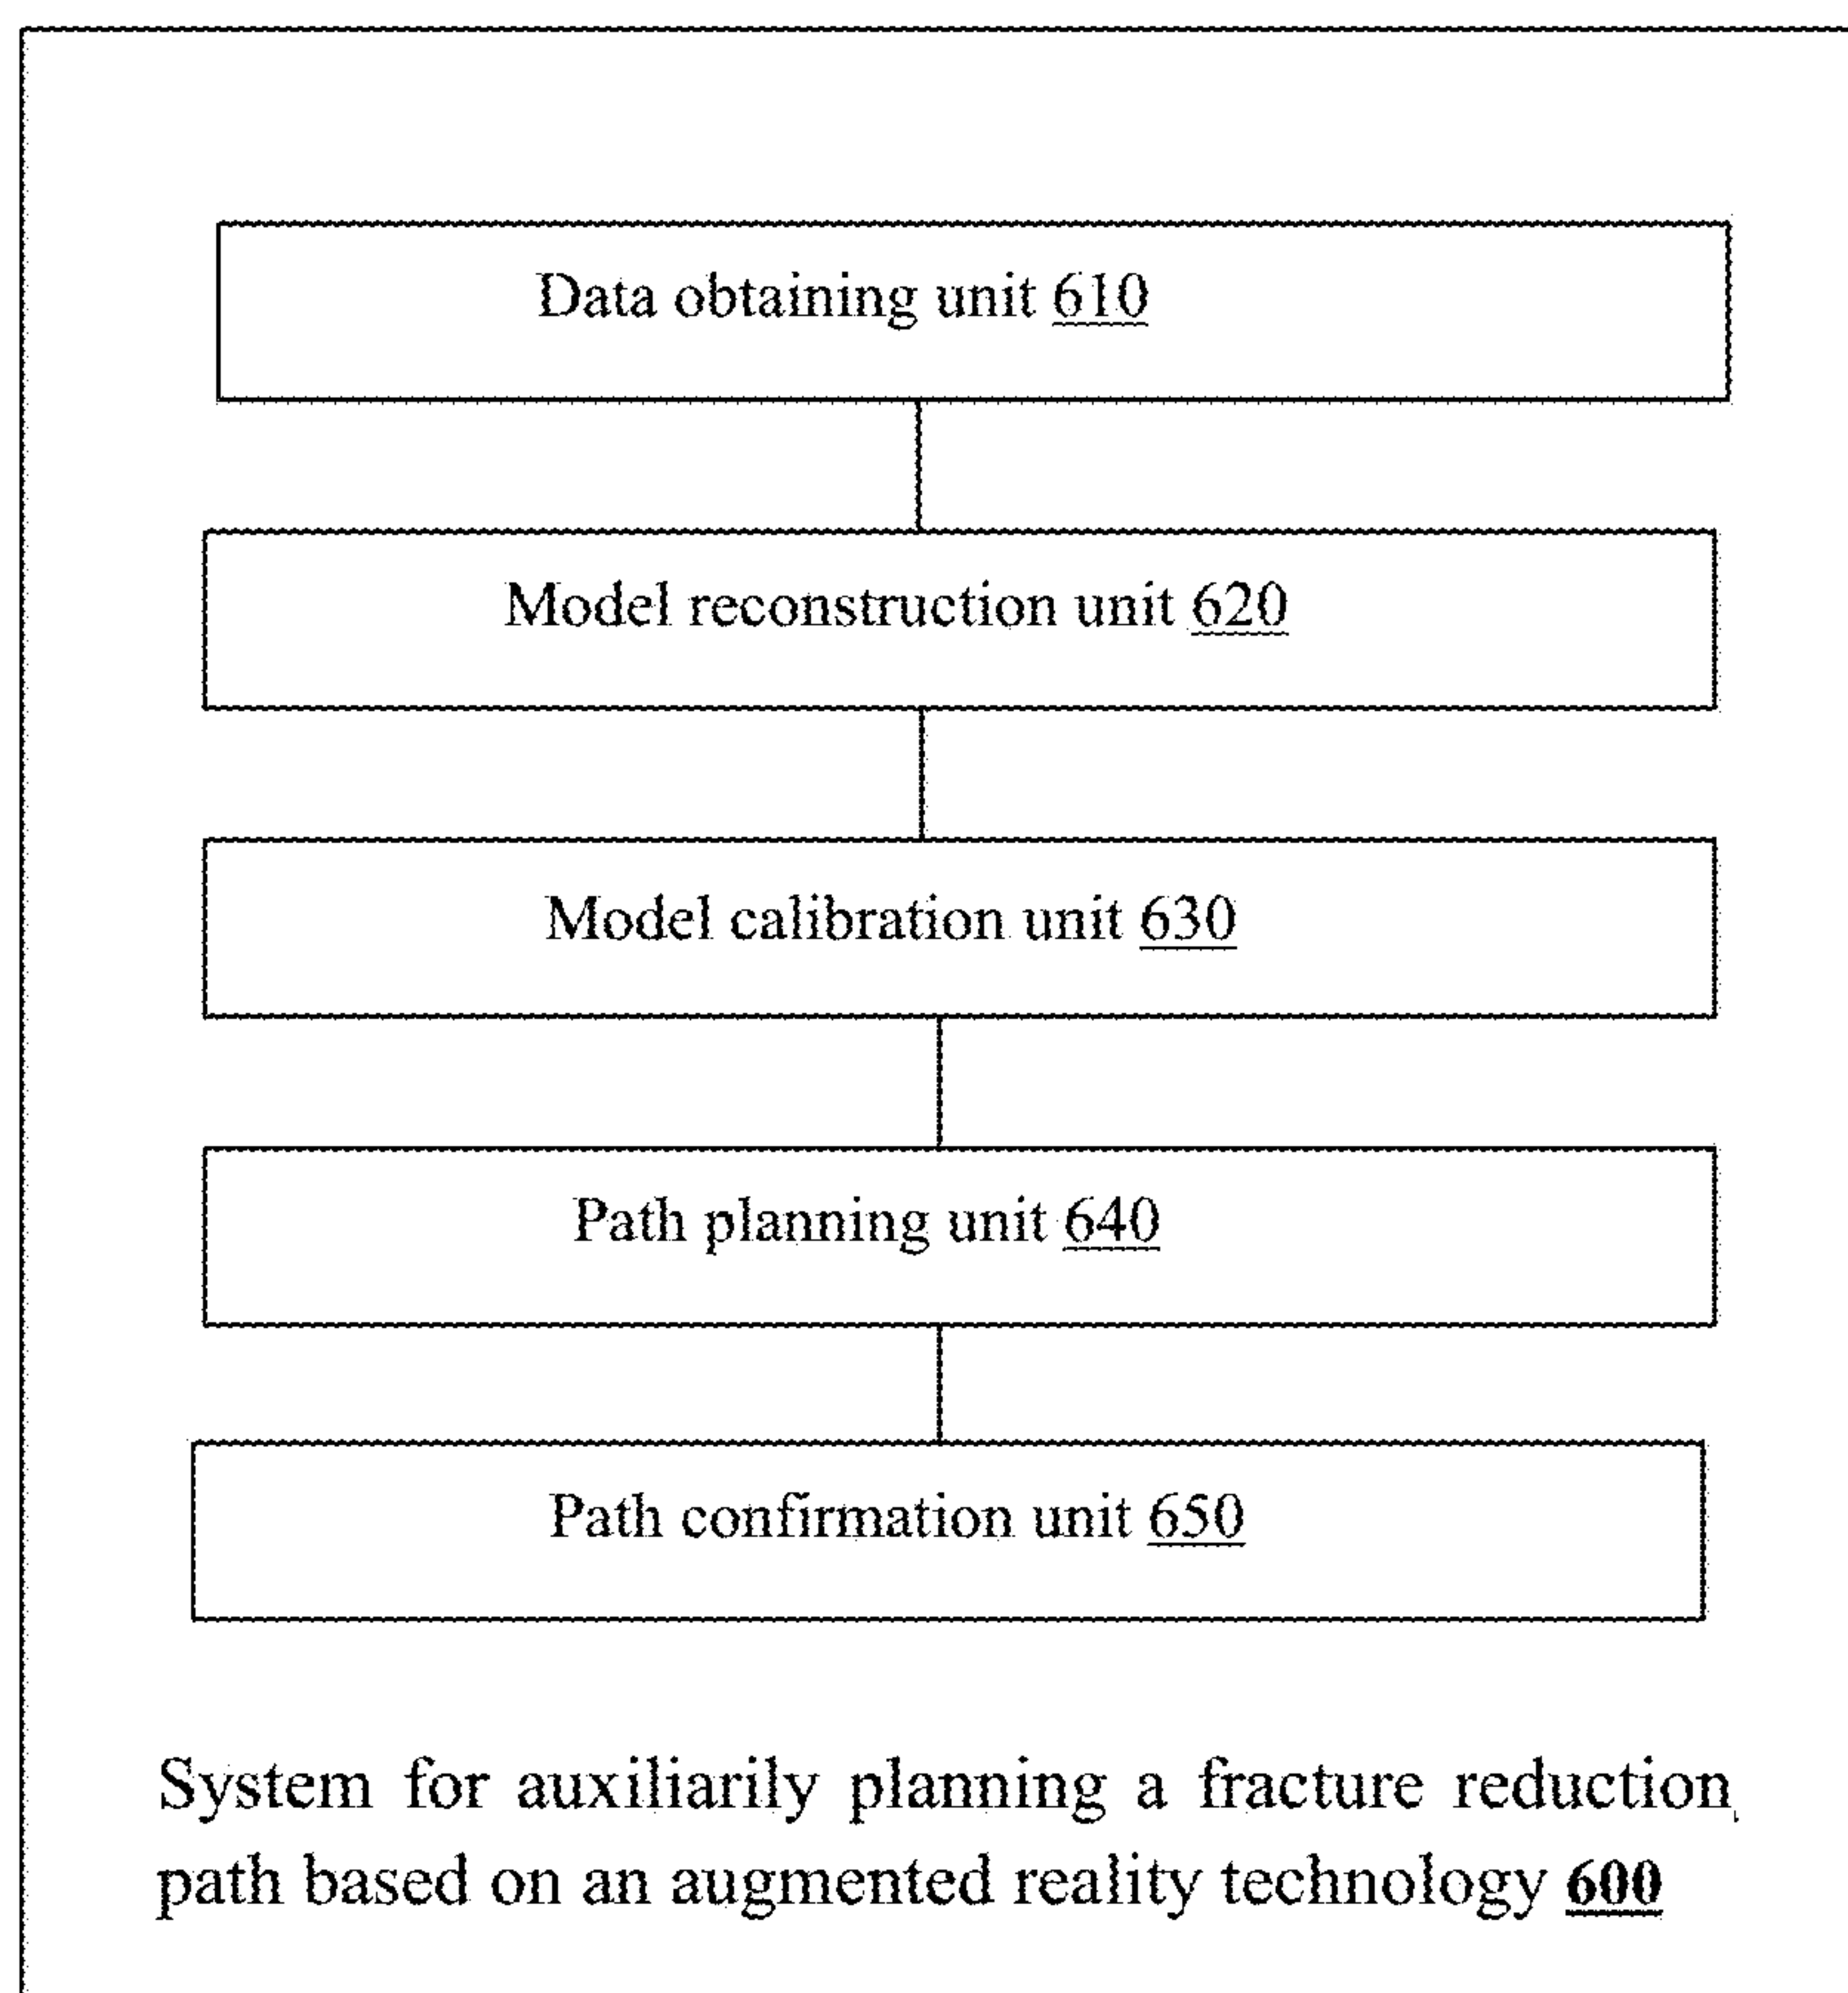 Data obtaining unit 610
Model reconstruction unit 620
Model calibration unit 630
Path planning unit 640
Path confirmation unit 650
System for auxiliarily planning a fracture reduction
path based on an augmented reality technology 600